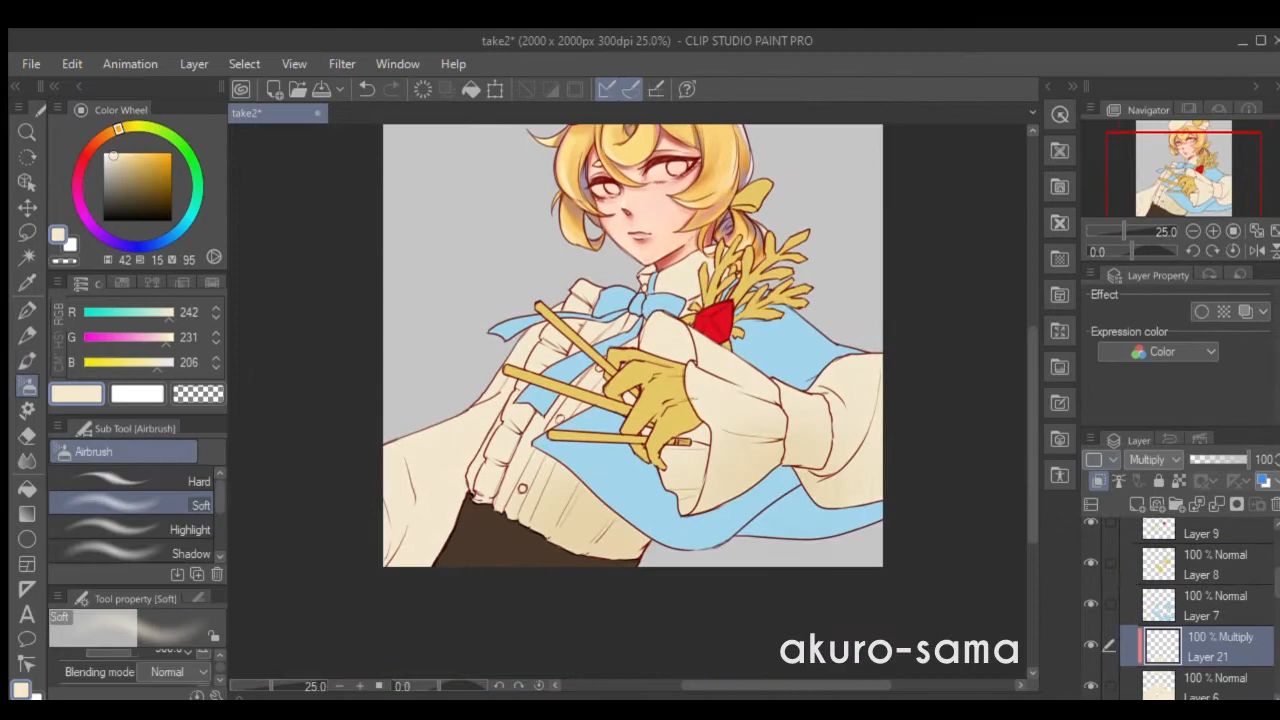 take2* (2000 x 2000px 300dpi 25.0%) - CLIP STUDIO PAINT PRO
File Edit Animation Layer Select View Filter Window Help
Color Wheel
take2*
Navigator
H 42 S 15 V 95
25.0
0.0
Layer Property
Effect
RGB
R 242
G 231
B 206
Expression color
Color
Sub Tool [Airbrush]
Airbrush
Layer
Multiply 100
Hard
Soft
Highlight
Shadow
Layer 9
100 % Normal
Layer 8
100 % Normal
Layer 7
100 % Multiply
Layer 21
100 % Normal
Tool property [Soft]
Soft
Blending mode Normal
25.0
0.0
akuro-sama